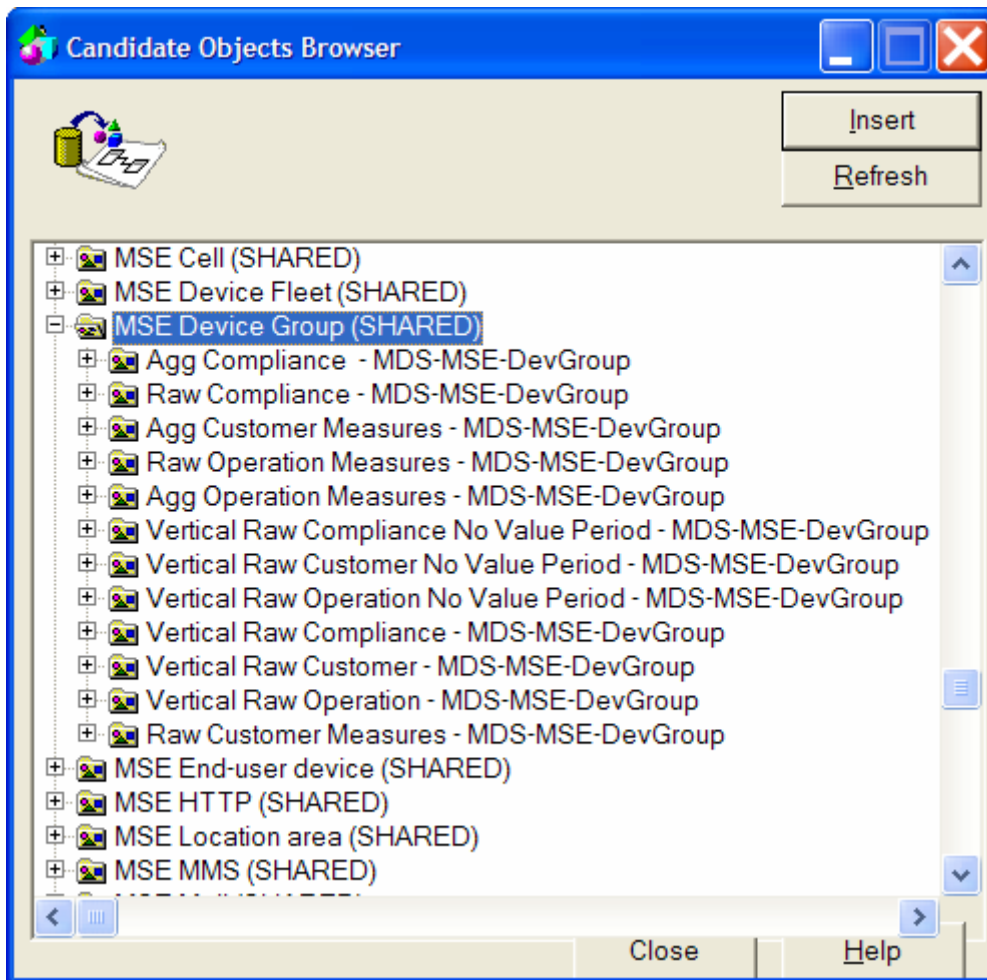 Candidate Objects Browser
Insert
Refresh
MSE Cell (SHARED)
MSE Device Fleet (SHARED)
MSE Device Group (SHARED)
Agg Compliance  - MDS-MSE-DevGroup
Raw Compliance - MDS-MSE-DevGroup
Agg Customer Measures - MDS-MSE-DevGroup
Raw Operation Measures - MDS-MSE-DevGroup
Agg Operation Measures - MDS-MSE-DevGroup
Vertical Raw Compliance No Value Period - MDS-MSE-DevGroup
Vertical Raw Customer No Value Period - MDS-MSE-DevGroup
Vertical Raw Operation No Value Period - MDS-MSE-DevGroup
Vertical Raw Compliance - MDS-MSE-DevGroup
Vertical Raw Customer - MDS-MSE-DevGroup
Vertical Raw Operation - MDS-MSE-DevGroup
Raw Customer Measures - MDS-MSE-DevGroup
MSE End-user device (SHARED)
MSE HTTP (SHARED)
MSE Location area (SHARED)
MSE MMS (SHARED)
Close
Help